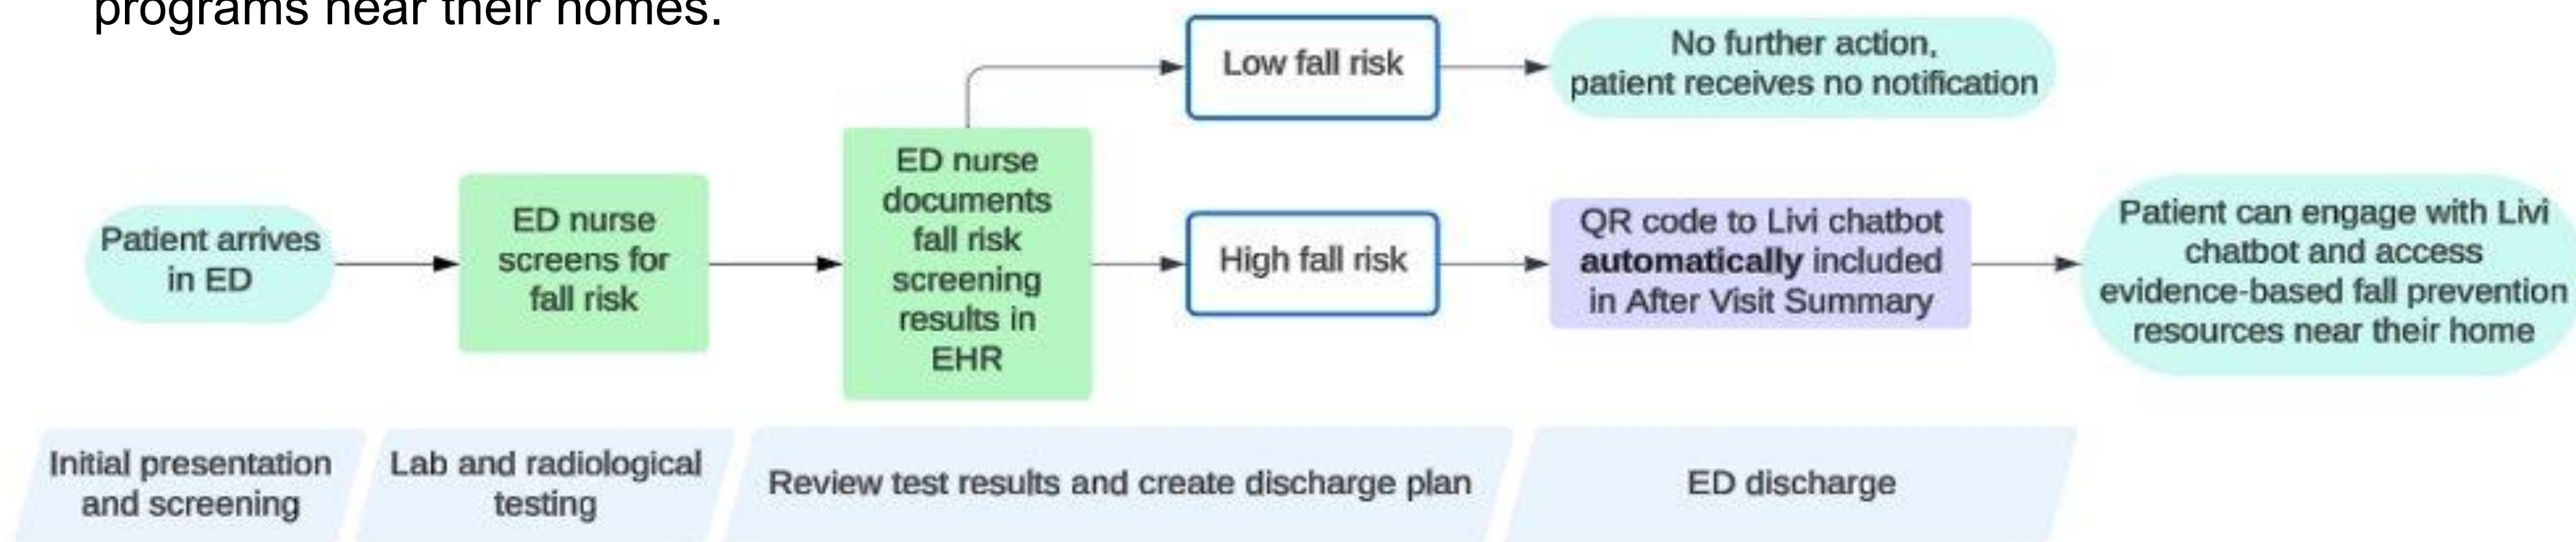 programs near their homes.
Low fall risk
No further action,
patient receives no notification
Patient arrives
in ED
ED nurse
screens for
fall risk
ED nurse
documents
fall risk
screening
results in
EHR
High fall risk
QR code to Livi chatbot
automatically included
in After Visit Summary
Patient can engage with Livi
chatbot and access
evidence-based fall prevention
resources near their home
Initial presentation
and screening
Lab and radiological
testing
Review test results and create discharge plan
ED discharge